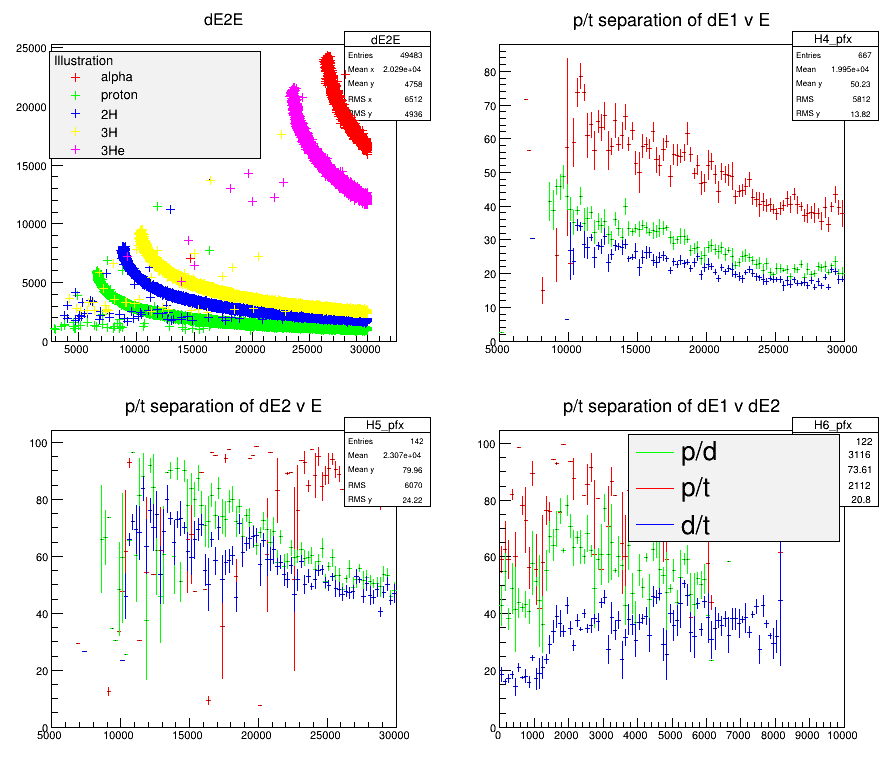 dE2E
dE2E
Entries 49483
Mean x 2.029e+04
Mean y 4758
RMS x 6512
RMS y 4936
Illustration
alpha
proton
2H
3H
3He
25000
20000
15000
10000
5000
0
5000 10000 15000 20000 25000 30000
p/t separation of dE1 v E
H4_pfx
Entries 667
Mean 1.995e+04
Mean y 50.23
RMS 5812
RMS y 13.82
80
70
60
50
40
30
20
10
0
5000 10000 15000 20000 25000 30000
p/t separation of dE2 v E
H5_pfx
Entries 142
Mean 2.307e+04
Mean y 79.96
RMS 6070
RMS y 24.22
100
80
60
40
20
0
5000 10000 15000 20000 25000 30000
p/t separation of dE1 v dE2
H6_pfx
122
3116
73.61
2112
20.8
p/d
p/t
d/t
100
80
60
40
20
0
0 1000 2000 3000 4000 5000 6000 7000 8000 9000 10000